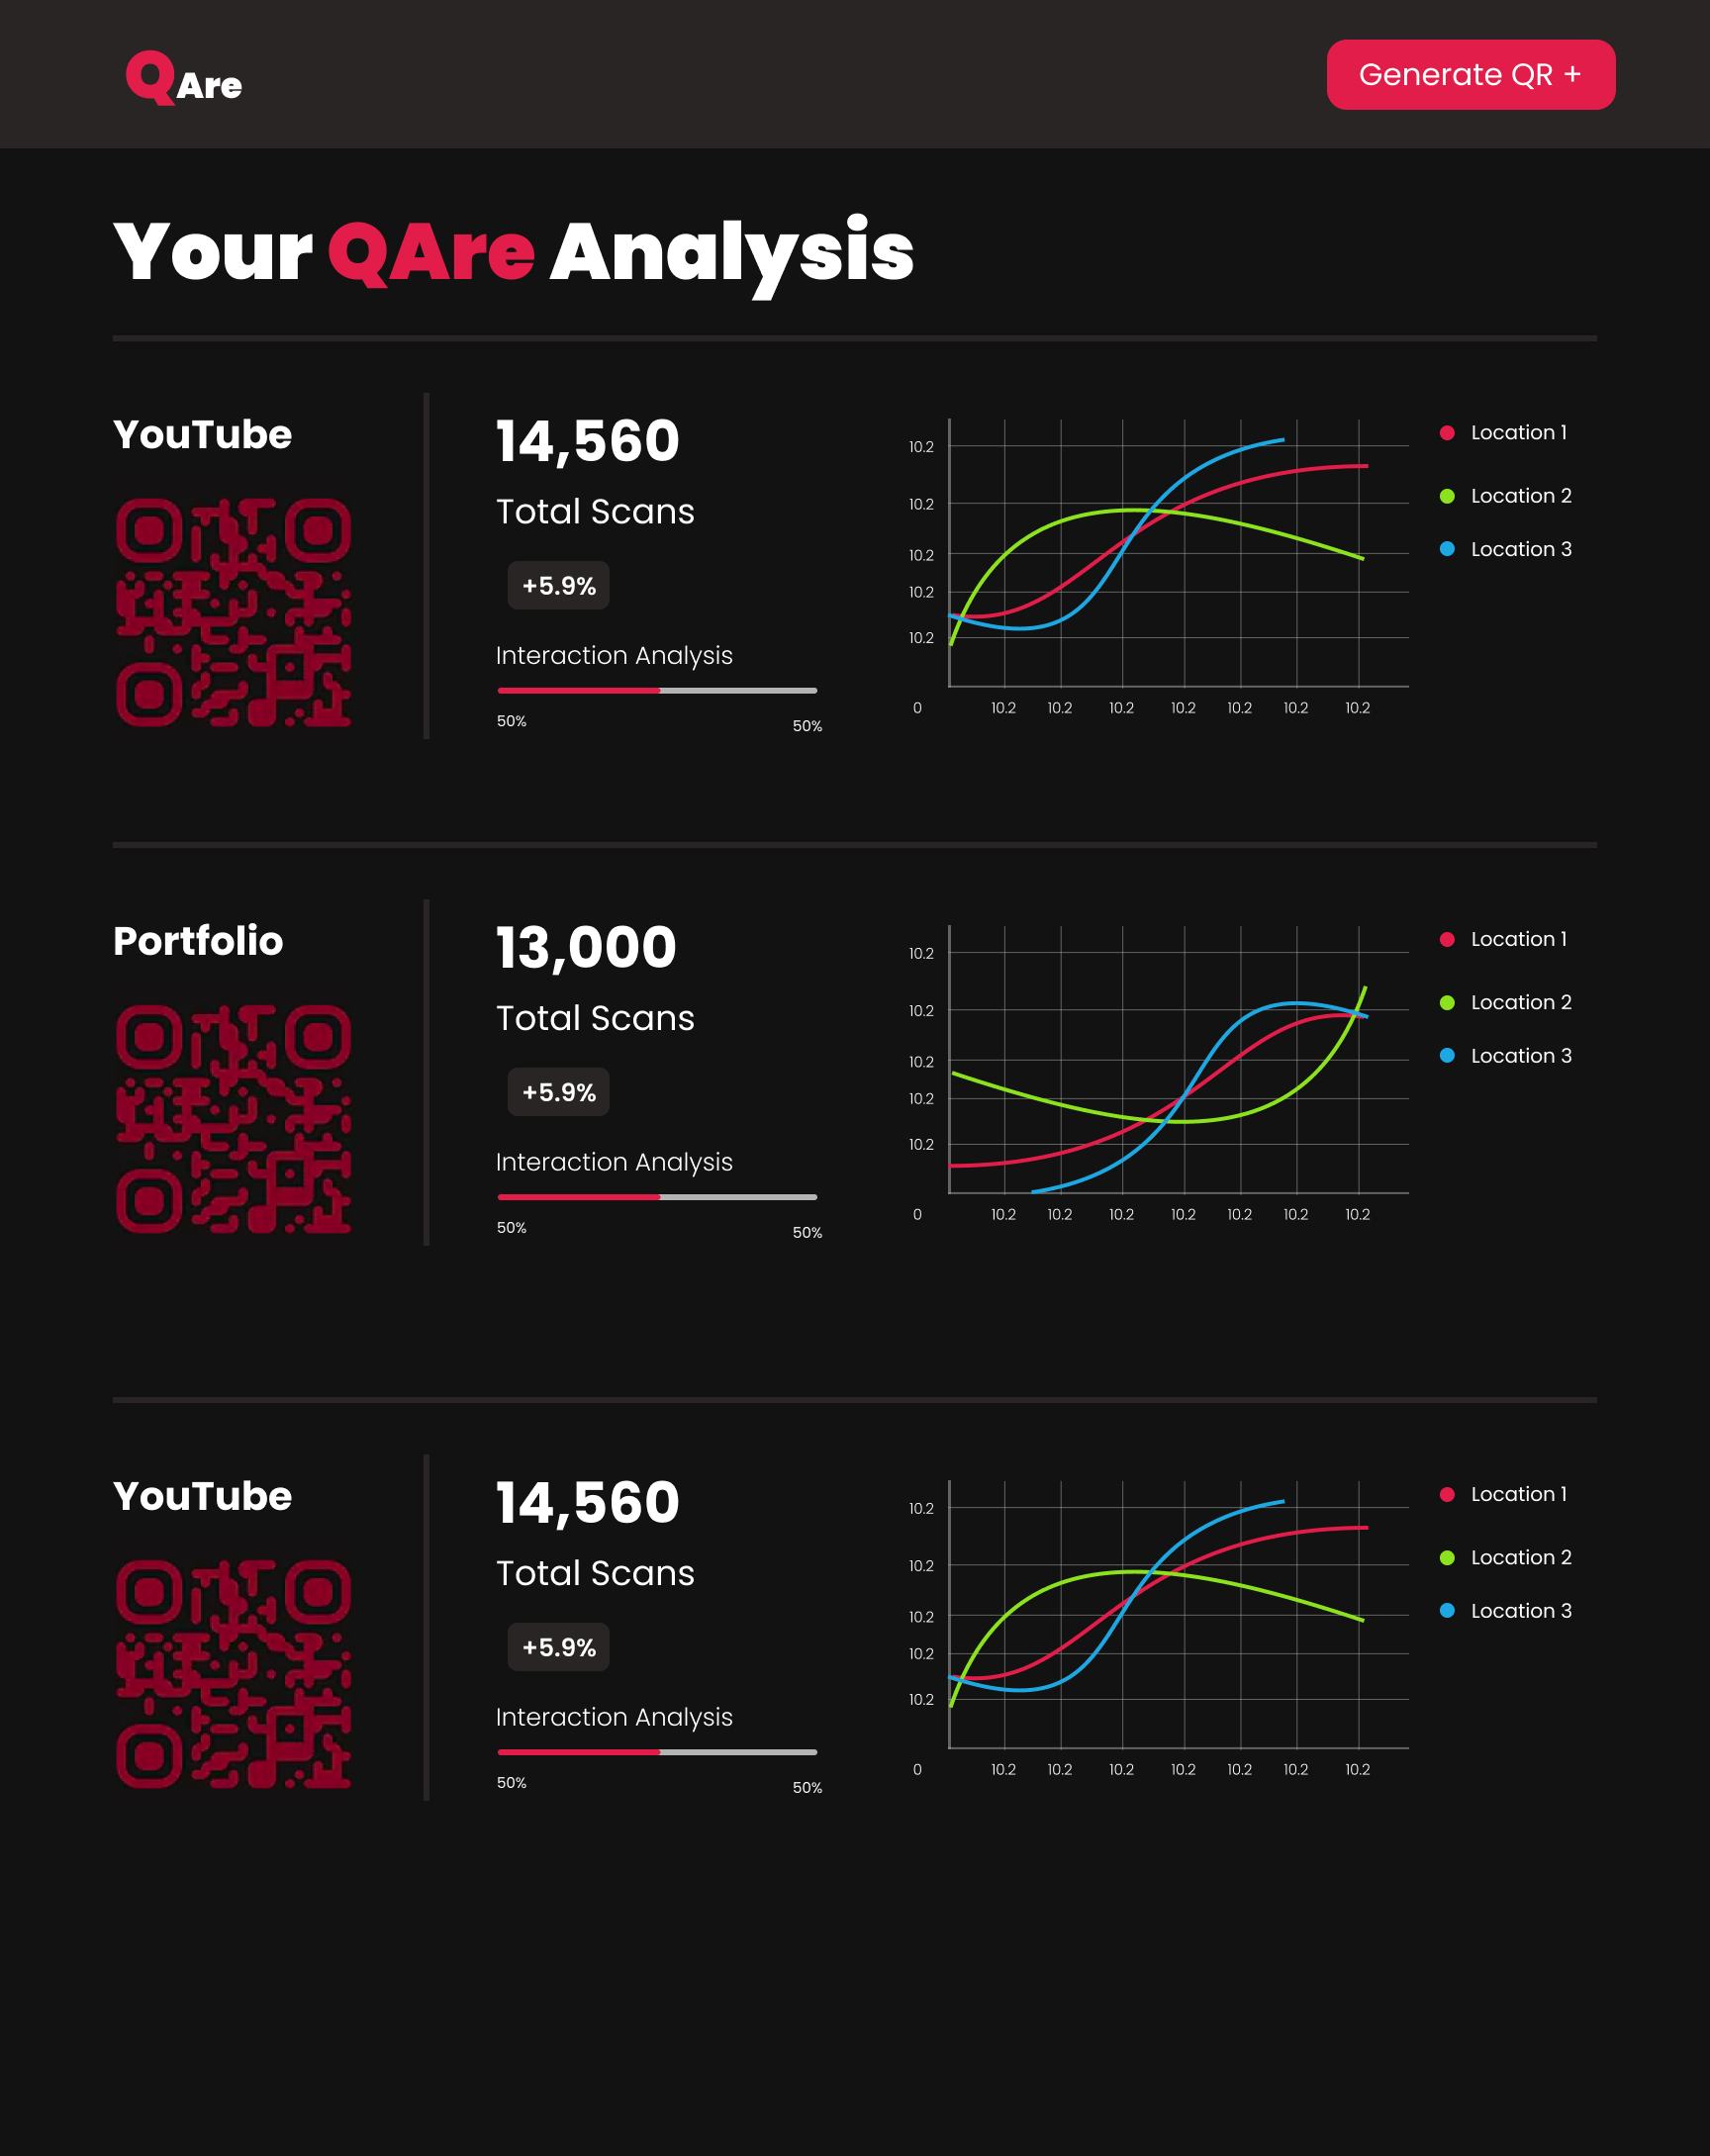 QAre
Generate QR +
Your QAre Analysis
YouTube
14,560
Total Scans
+5.9%
Interaction Analysis
50%
50%
10.2
10.2
10.2
10.2
10.2
0 10.2 10.2 10.2 10.2 10.2 10.2 10.2
Location 1
Location 2
Location 3
Portfolio
13,000
Total Scans
+5.9%
Interaction Analysis
50%
50%
10.2
10.2
10.2
10.2
10.2
0 10.2 10.2 10.2 10.2 10.2 10.2 10.2
Location 1
Location 2
Location 3
YouTube
14,560
Total Scans
+5.9%
Interaction Analysis
50%
50%
10.2
10.2
10.2
10.2
10.2
0 10.2 10.2 10.2 10.2 10.2 10.2 10.2
Location 1
Location 2
Location 3